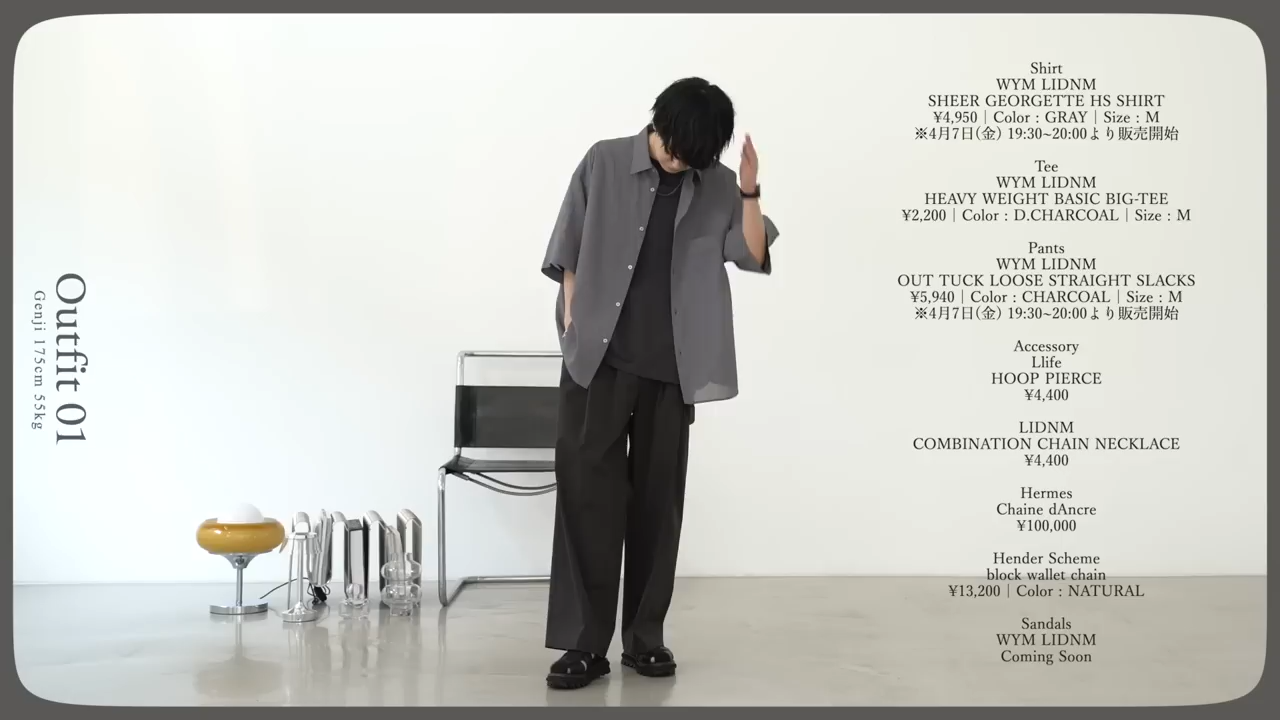 Outfit 01
Genji 175cm 55kg
Shirt
WYM LIDNM
SHEER GEORGETTE HS SHIRT
¥4,950 | Color : GRAY | Size : M
※4月7日(金) 19:30~20:00より販売開始
Tee
WYM LIDNM
HEAVY WEIGHT BASIC BIG-TEE
¥2,200 | Color : D.CHARCOAL | Size : M
Pants
WYM LIDNM
OUT TUCK LOOSE STRAIGHT SLACKS
¥5,940 | Color : CHARCOAL | Size : M
※4月7日(金) 19:30~20:00より販売開始
Accessory
Llife
HOOP PIERCE
¥4,400
LIDNM
COMBINATION CHAIN NECKLACE
¥4,400
Hermes
Chaine dAncre
¥100,000
Hender Scheme
block wallet chain
¥13,200 | Color : NATURAL
Sandals
WYM LIDNM
Coming Soon